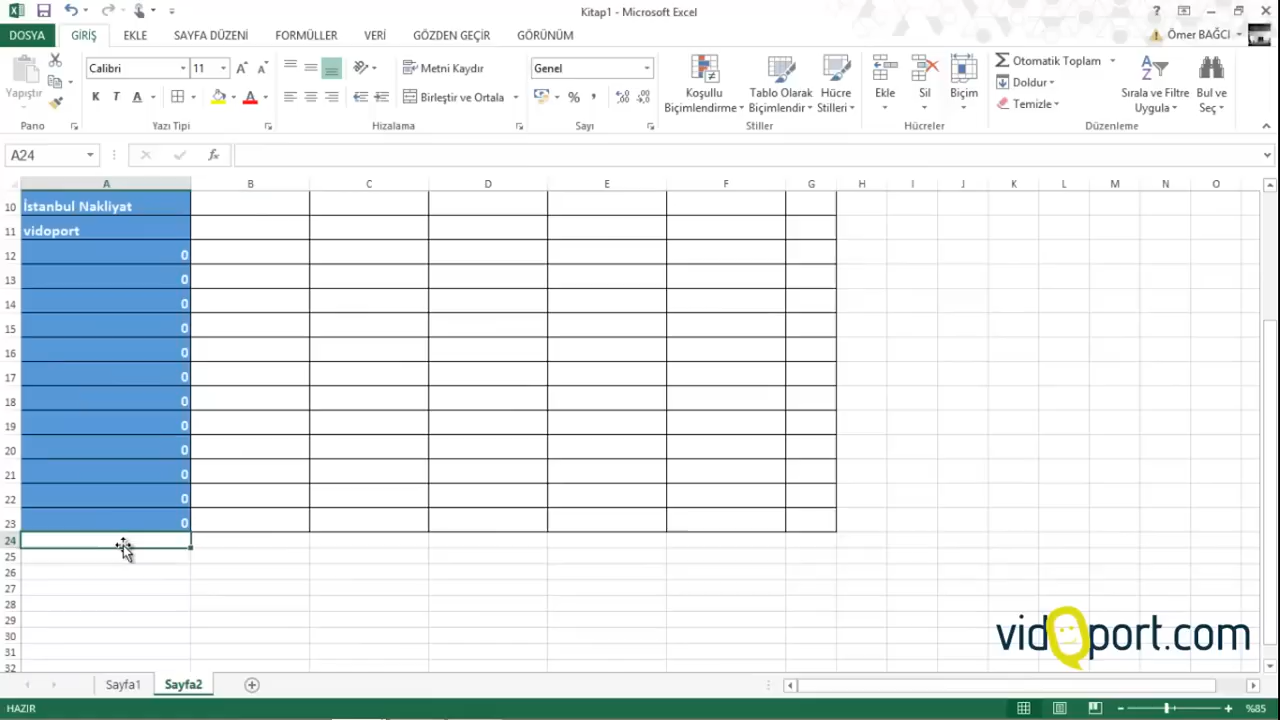 Kitap1 - Microsoft Excel
DOSYA GİRİŞ EKLE SAYFA DÜZENİ FORMÜLLER VERİ GÖZDEN GEÇİR GÖRÜNÜM Ömer BAĞCI
Yapıştır
Pano
Calibri 11
K T A
Yazı Tipi
Metni Kaydır
Birleştir ve Ortala
Hizalama
Genel
%
Sayı
Koşullu Biçimlendirme
Tablo Olarak Biçimlendir
Hücre Stilleri
Stiller
Ekle Sil Biçim
Hücreler
Otomatik Toplam
Doldur
Temizle
Sırala ve Filtre Uygula
Bul ve Seç
Düzenleme
A24 fx
A B C D E F G H I J K L M N O
10 İstanbul Nakliyat
11 vidoport
12 0
13 0
14 0
15 0
16 0
17 0
18 0
19 0
20 0
21 0
22 0
23 0
24
25
26
27
28
29
30
31
32
vidoport.com
Sayfa1 Sayfa2
HAZIR %85